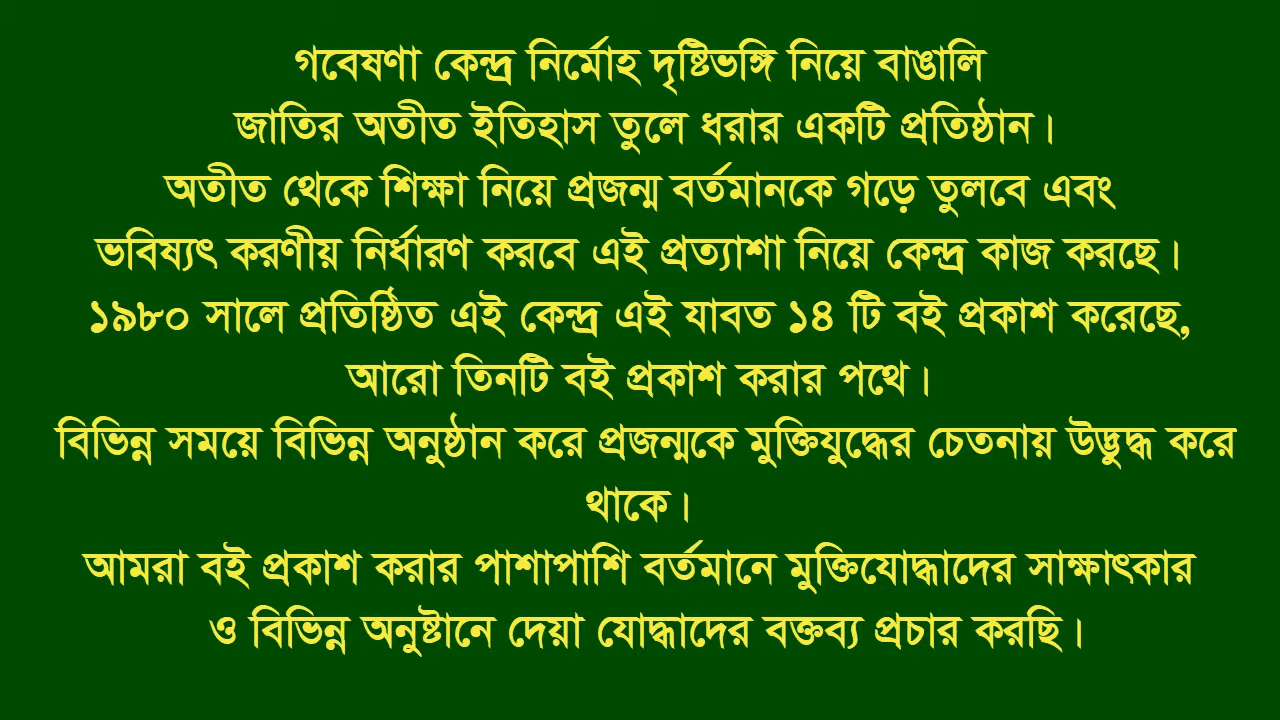 গবেষণা কেন্দ্র নির্মোহ দৃষ্টিভঙ্গি নিয়ে বাঙালি
জাতির অতীত ইতিহাস তুলে ধরার একটি প্রতিষ্ঠান।
অতীত থেকে শিক্ষা নিয়ে প্রজন্ম বর্তমানকে গড়ে তুলবে এবং
ভবিষ্যৎ করণীয় নির্ধারণ করবে এই প্রত্যাশা নিয়ে কেন্দ্র কাজ করছে।
১৯৮০ সালে প্রতিষ্ঠিত এই কেন্দ্র এই যাবত ১৪ টি বই প্রকাশ করেছে,
আরো তিনটি বই প্রকাশ করার পথে।
বিভিন্ন সময়ে বিভিন্ন অনুষ্ঠান করে প্রজন্মকে মুক্তিযুদ্ধের চেতনায় উদ্ভুদ্ধ করে
থাকে।
আমরা বই প্রকাশ করার পাশাপাশি বর্তমানে মুক্তিযোদ্ধাদের সাক্ষাৎকার
ও বিভিন্ন অনুষ্টানে দেয়া যোদ্ধাদের বক্তব্য প্রচার করছি।